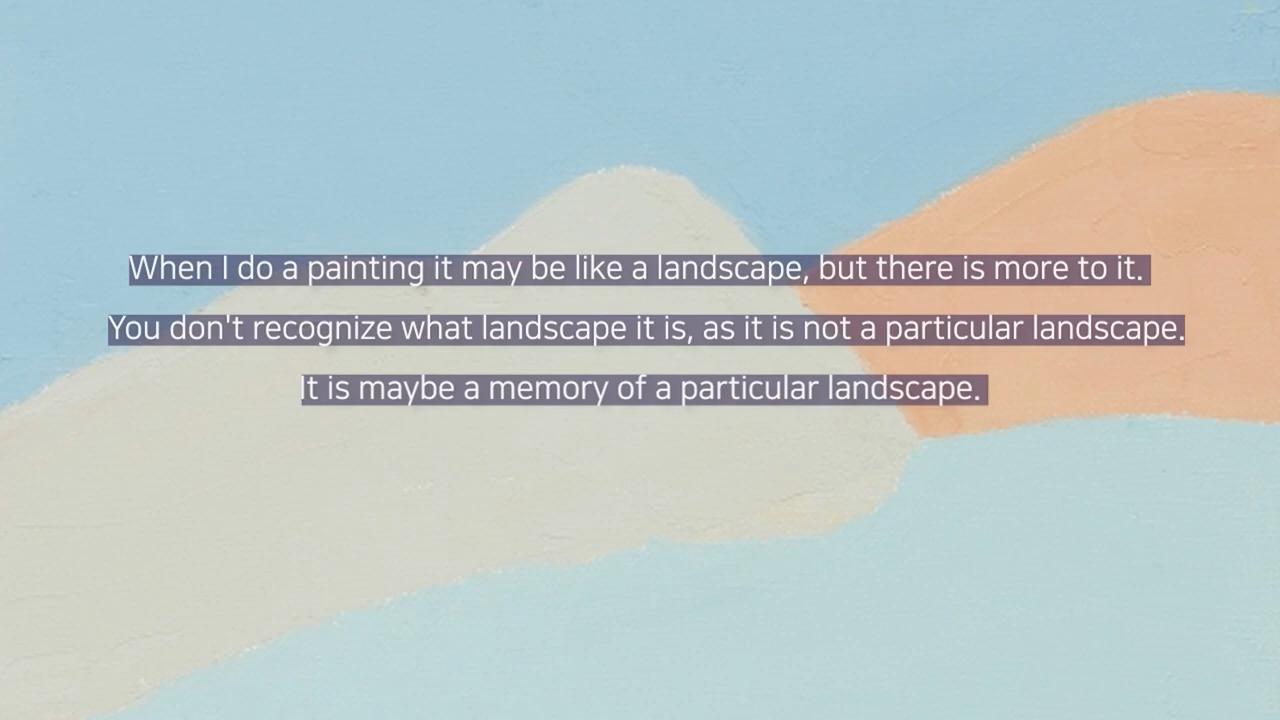 When I do a painting it may be like a landscape, but there is more to it.
You don't recognize what landscape it is, as it is not a particular landscape.
It is maybe a memory of a particular landscape.